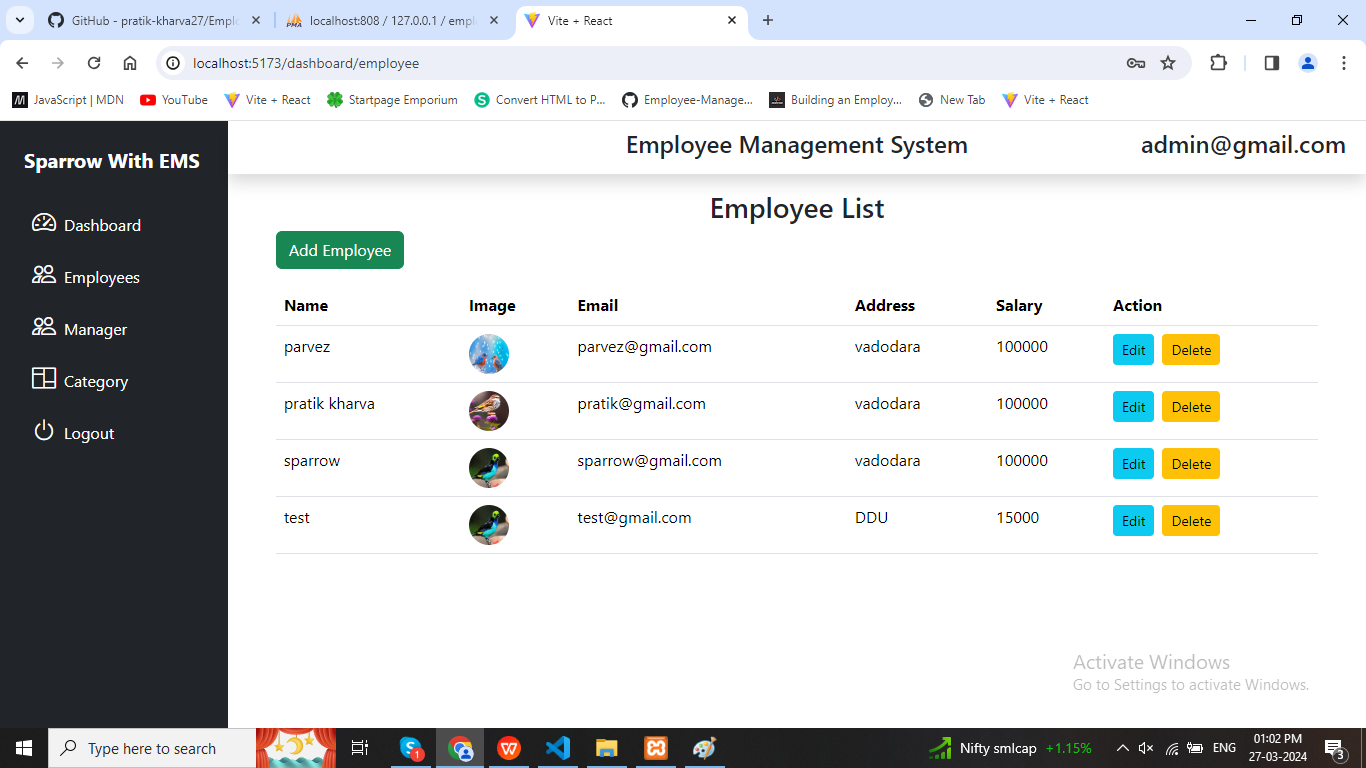 GitHub - pratik-kharva27/Emplo
localhost:808 / 127.0.0.1 / empl
Vite + React
localhost:5173/dashboard/employee
JavaScript | MDN
YouTube
Vite + React
Startpage Emporium
Convert HTML to P...
Employee-Manage...
Building an Employ...
New Tab
Vite + React
Sparrow With EMS
Employee Management System
admin@gmail.com
Dashboard
Employees
Manager
Category
Logout
Employee List
Add Employee
Name Image Email Address Salary Action
parvez parvez@gmail.com vadodara 100000 Edit Delete
pratik kharva pratik@gmail.com vadodara 100000 Edit Delete
sparrow sparrow@gmail.com vadodara 100000 Edit Delete
test test@gmail.com DDU 15000 Edit Delete
Activate Windows
Go to Settings to activate Windows.
Type here to search
Nifty smlcap +1.15%
ENG
01:02 PM
27-03-2024
3